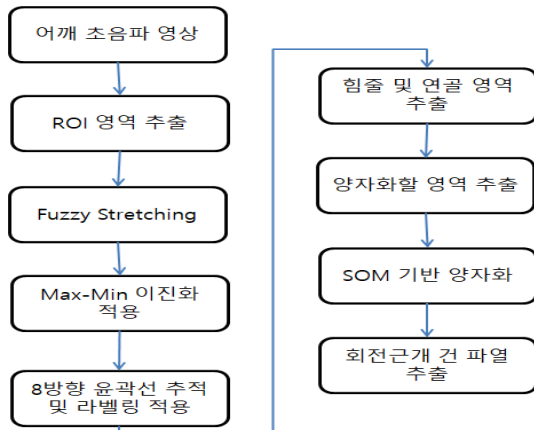 어깨 초음파 영상
ROI 영역 추출
Fuzzy Stretching
Max-Min 이진화
적용
8방향 윤곽선 추적
및 라벨링 적용
힘줄 및 연골 영역
추출
양자화할 영역 추출
SOM 기반 양자화
회전근개 건 파열
추출